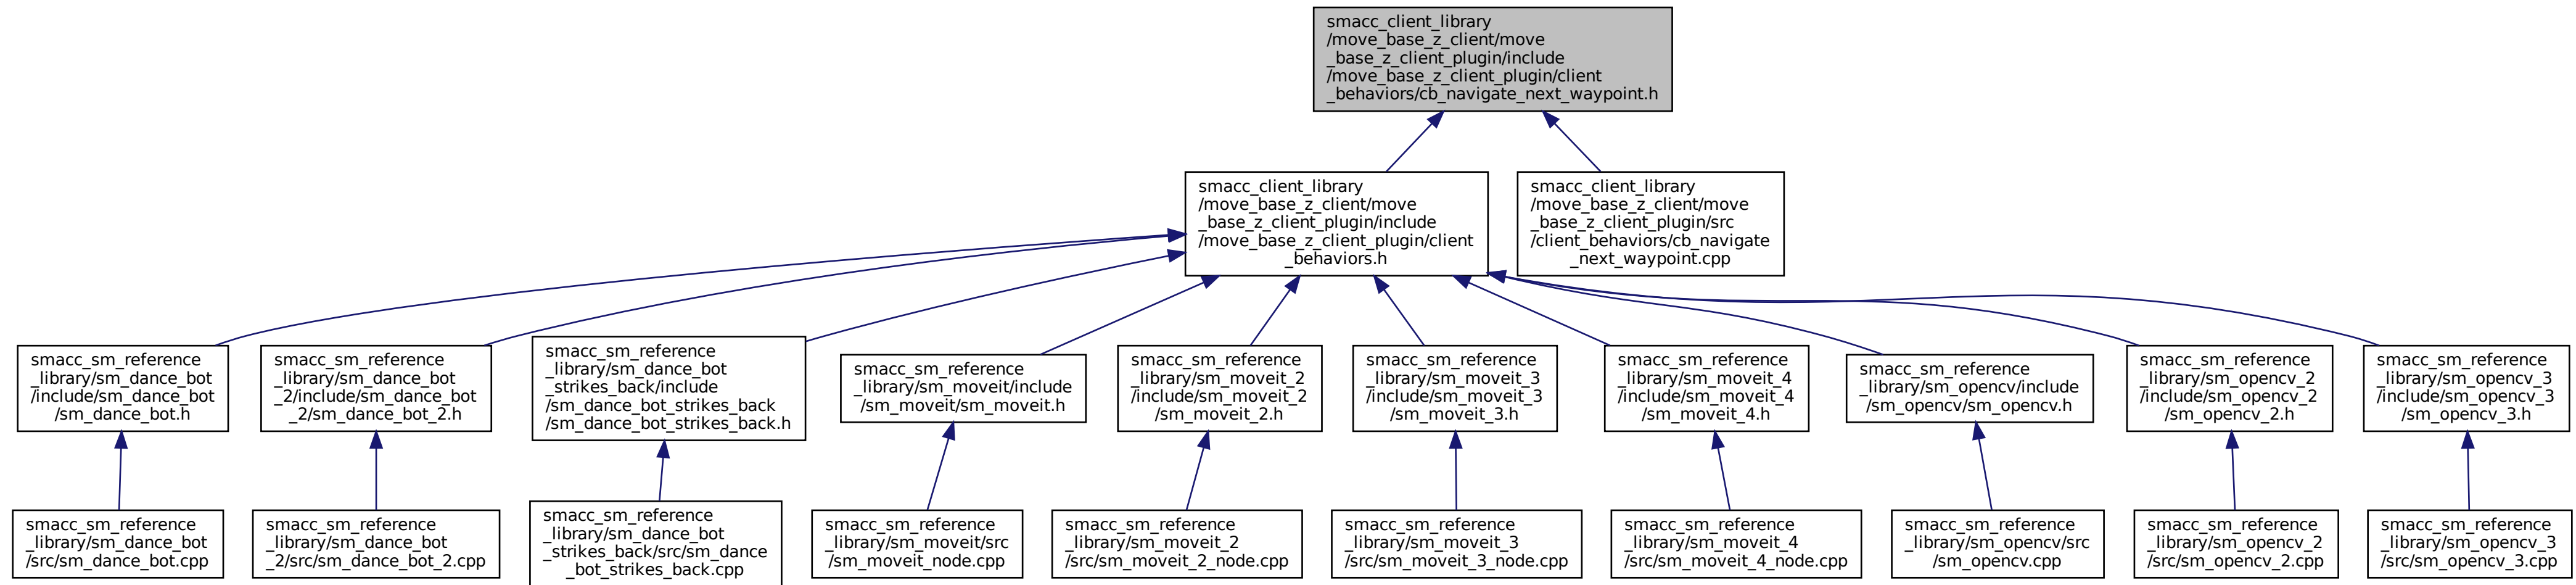 smacc_client_library
/move_base_z_client/move
_base_z_client_plugin/include
/move_base_z_client_plugin/client
_behaviors/cb_navigate_next_waypoint.h
smacc_client_library
/move_base_z_client/move
_base_z_client_plugin/include
/move_base_z_client_plugin/client
_behaviors.h
smacc_client_library
/move_base_z_client/move
_base_z_client_plugin/src
/client_behaviors/cb_navigate
_next_waypoint.cpp
smacc_sm_reference
_library/sm_dance_bot
/include/sm_dance_bot
/sm_dance_bot.h
smacc_sm_reference
_library/sm_dance_bot
_2/include/sm_dance_bot
_2/sm_dance_bot_2.h
smacc_sm_reference
_library/sm_dance_bot
_strikes_back/include
/sm_dance_bot_strikes_back
/sm_dance_bot_strikes_back.h
smacc_sm_reference
_library/sm_moveit/include
/sm_moveit/sm_moveit.h
smacc_sm_reference
_library/sm_moveit_2
/include/sm_moveit_2
/sm_moveit_2.h
smacc_sm_reference
_library/sm_moveit_3
/include/sm_moveit_3
/sm_moveit_3.h
smacc_sm_reference
_library/sm_moveit_4
/include/sm_moveit_4
/sm_moveit_4.h
smacc_sm_reference
_library/sm_opencv/include
/sm_opencv/sm_opencv.h
smacc_sm_reference
_library/sm_opencv_2
/include/sm_opencv_2
/sm_opencv_2.h
smacc_sm_reference
_library/sm_opencv_3
/include/sm_opencv_3
/sm_opencv_3.h
smacc_sm_reference
_library/sm_dance_bot
/src/sm_dance_bot.cpp
smacc_sm_reference
_library/sm_dance_bot
_2/src/sm_dance_bot_2.cpp
smacc_sm_reference
_library/sm_dance_bot
_strikes_back/src/sm_dance
_bot_strikes_back.cpp
smacc_sm_reference
_library/sm_moveit/src
/sm_moveit_node.cpp
smacc_sm_reference
_library/sm_moveit_2
/src/sm_moveit_2_node.cpp
smacc_sm_reference
_library/sm_moveit_3
/src/sm_moveit_3_node.cpp
smacc_sm_reference
_library/sm_moveit_4
/src/sm_moveit_4_node.cpp
smacc_sm_reference
_library/sm_opencv/src
/sm_opencv.cpp
smacc_sm_reference
_library/sm_opencv_2
/src/sm_opencv_2.cpp
smacc_sm_reference
_library/sm_opencv_3
/src/sm_opencv_3.cpp